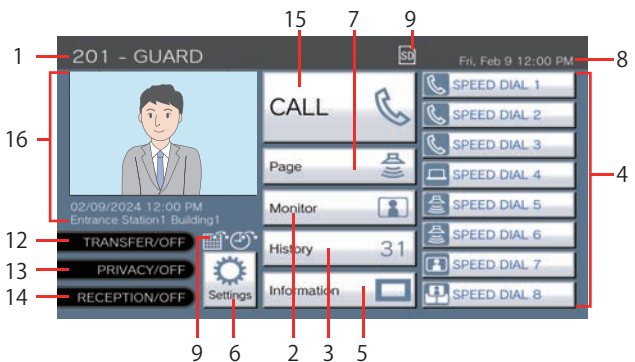 15
7
9
1
201 - GUARD
SD
Fri, Feb 9 12:00 PM
8
16
CALL
SPEED DIAL 1
SPEED DIAL 2
SPEED DIAL 3
Page
SPEED DIAL 4
4
02/09/2024 12:00 PM
Entrance Station1 Building1
Monitor
SPEED DIAL 5
12
TRANSFER/OFF
History
31
SPEED DIAL 6
13
PRIVACY/OFF
SPEED DIAL 7
14
RECEPTION/OFF
Settings
Information
SPEED DIAL 8
9
6
2
3
5